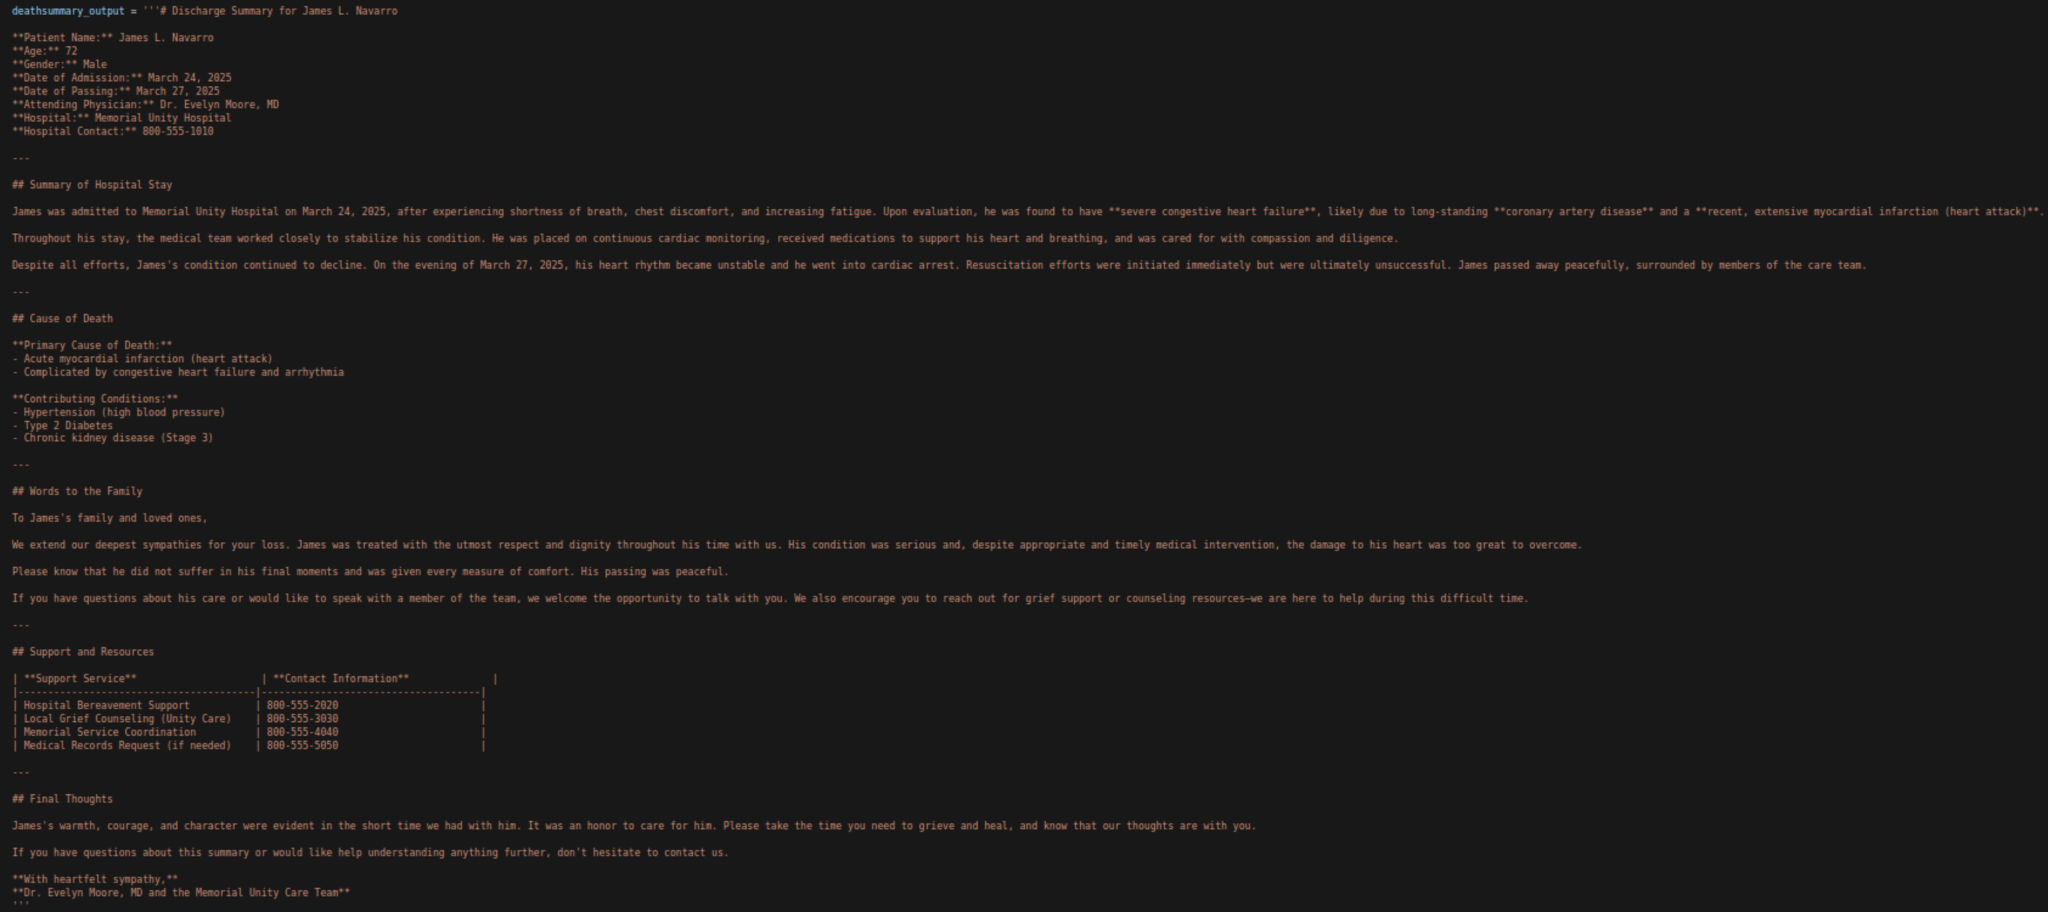 deathsummary_output = '''# Discharge Summary for James L. Navarro
**Patient Name:** James L. Navarro
**Age:** 72
**Gender:** Male
**Date of Admission:** March 24, 2025
**Date of Passing:** March 27, 2025
**Attending Physician:** Dr. Evelyn Moore, MD
**Hospital:** Memorial Unity Hospital
**Hospital Contact:** 800-555-1010
---
## Summary of Hospital Stay
James was admitted to Memorial Unity Hospital on March 24, 2025, after experiencing shortness of breath, chest discomfort, and increasing fatigue. Upon evaluation, he was found to have **severe congestive heart failure**, likely due to long-standing **coronary artery disease** and a **recent, extensive myocardial infarction (heart attack)**.
Throughout his stay, the medical team worked closely to stabilize his condition. He was placed on continuous cardiac monitoring, received medications to support his heart and breathing, and was cared for with compassion and diligence.
Despite all efforts, James's condition continued to decline. On the evening of March 27, 2025, his heart rhythm became unstable and he went into cardiac arrest. Resuscitation efforts were initiated immediately but were ultimately unsuccessful. James passed away peacefully, surrounded by members of the care team.
---
## Cause of Death
**Primary Cause of Death:**
- Acute myocardial infarction (heart attack)
- Complicated by congestive heart failure and arrhythmia
**Contributing Conditions:**
- Hypertension (high blood pressure)
- Type 2 Diabetes
- Chronic kidney disease (Stage 3)
---
## Words to the Family
To James's family and loved ones,
We extend our deepest sympathies for your loss. James was treated with the utmost respect and dignity throughout his time with us. His condition was serious and, despite appropriate and timely medical intervention, the damage to his heart was too great to overcome.
Please know that he did not suffer in his final moments and was given every measure of comfort. His passing was peaceful.
If you have questions about his care or would like to speak with a member of the team, we welcome the opportunity to talk with you. We also encourage you to reach out for grief support or counseling resources—we are here to help during this difficult time.
---
## Support and Resources
| **Support Service** | **Contact Information** |
|----------------------------------------|-------------------------------------|
| Hospital Bereavement Support | 800-555-2020 |
| Local Grief Counseling (Unity Care) | 800-555-3030 |
| Memorial Service Coordination | 800-555-4040 |
| Medical Records Request (if needed) | 800-555-5050 |
---
## Final Thoughts
James's warmth, courage, and character were evident in the short time we had with him. It was an honor to care for him. Please take the time you need to grieve and heal, and know that our thoughts are with you.
If you have questions about this summary or would like help understanding anything further, don't hesitate to contact us.
**With heartfelt sympathy,**
**Dr. Evelyn Moore, MD and the Memorial Unity Care Team**
'''